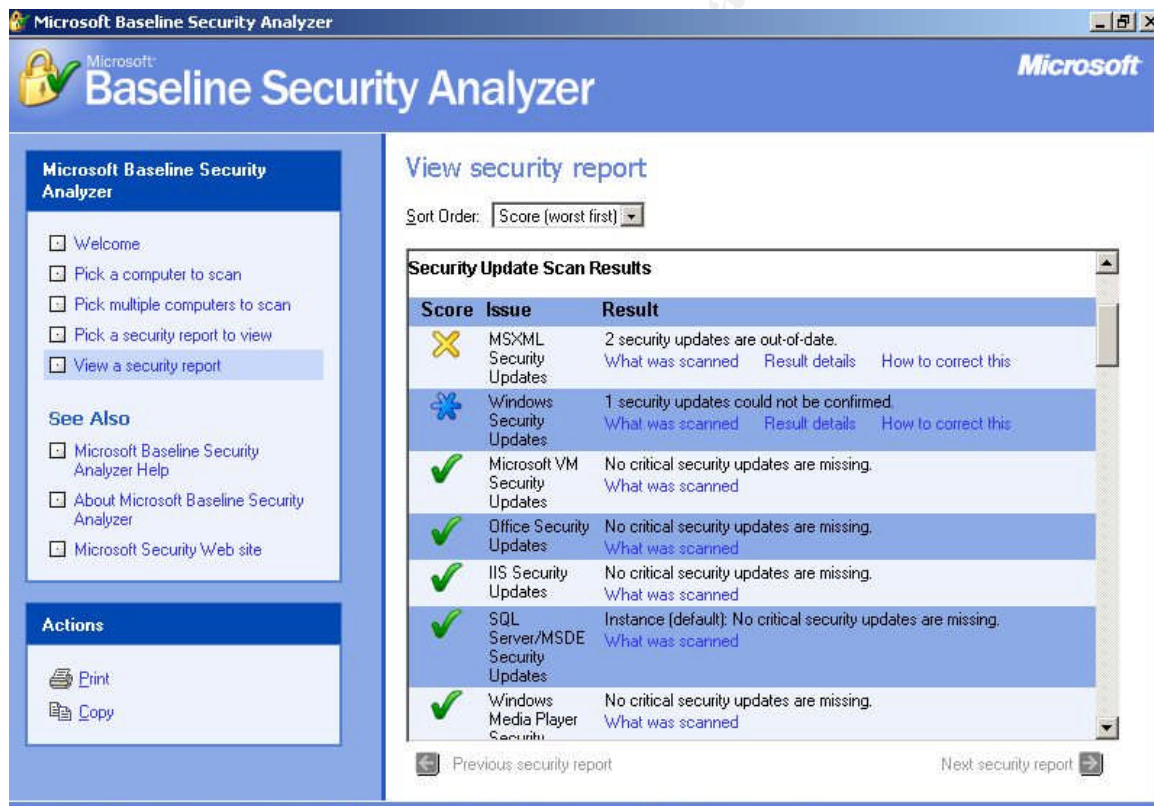 Microsoft Baseline Security Analyzer
Microsoft
Baseline Security Analyzer
Microsoft
Microsoft Baseline Security
Analyzer
Welcome
Pick a computer to scan
Pick multiple computers to scan
Pick a security report to view
View a security report
See Also
Microsoft Baseline Security
Analyzer Help
About Microsoft Baseline Security
Analyzer
Microsoft Security Web site
Actions
Print
Copy
View security report
Sort Order: Score (worst first)
Security Update Scan Results
Score Issue Result
MSXML
Security
Updates
2 security updates are out-of-date.
What was scanned Result details How to correct this
Windows
Security
Updates
1 security updates could not be confirmed.
What was scanned Result details How to correct this
Microsoft VM
Security
Updates
No critical security updates are missing.
What was scanned
Office Security
Updates
No critical security updates are missing.
What was scanned
IIS Security
Updates
No critical security updates are missing.
What was scanned
SQL
Server/MSDE
Security
Updates
Instance (default): No critical security updates are missing.
What was scanned
Windows
Media Player
Security
No critical security updates are missing.
What was scanned
Previous security report
Next security report